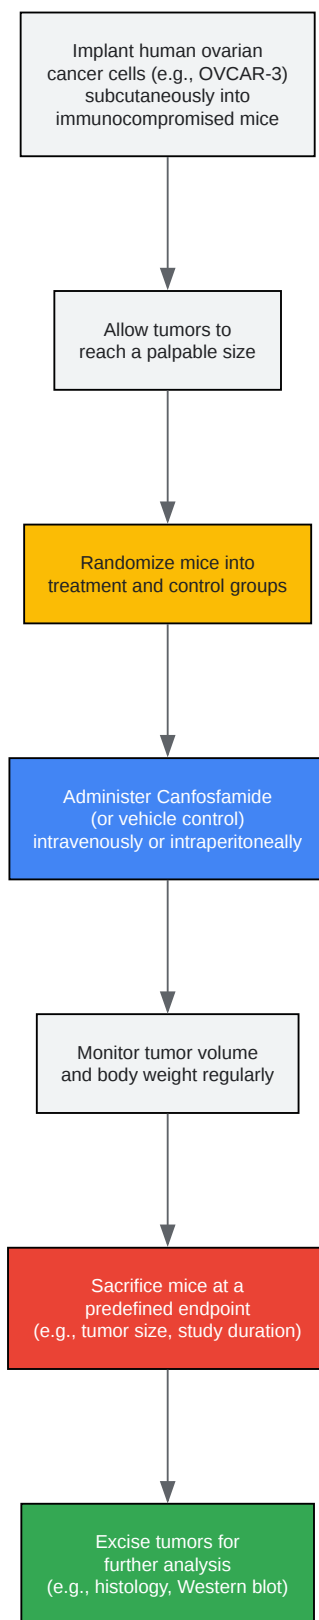 Implant human ovarian
cancer cells (e.g., OVCAR-3)
subcutaneously into
immunocompromised mice
Allow tumors to
reach a palpable size
Randomize mice into
treatment and control groups
Administer Canfosfamide
(or vehicle control)
intravenously or intraperitoneally
Monitor tumor volume
and body weight regularly
Sacrifice mice at a
predefined endpoint
(e.g., tumor size, study duration)
Excise tumors for
further analysis
(e.g., histology, Western blot)